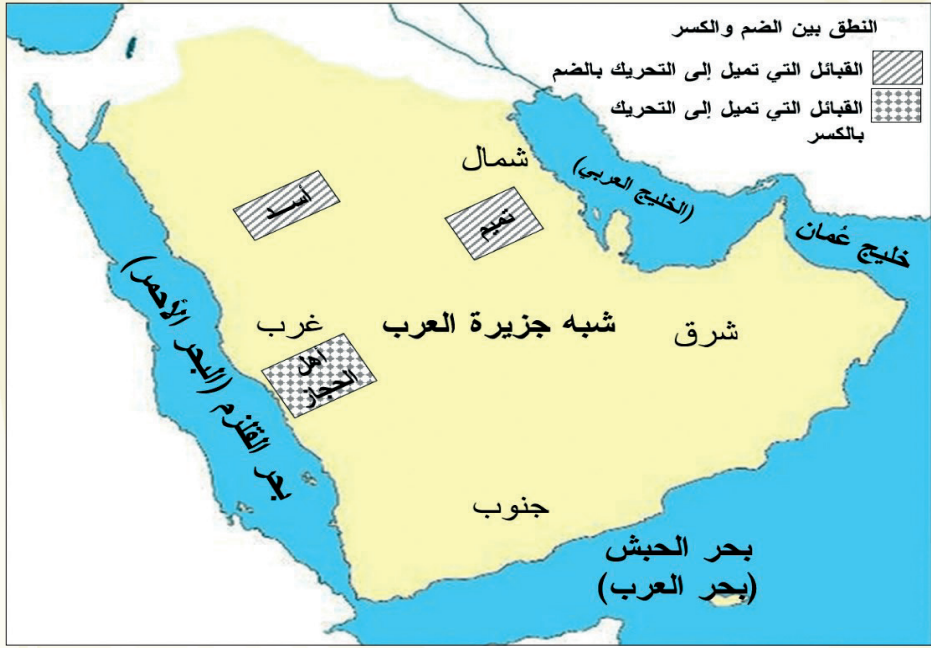 النطق بين الضم والكسر
القبائل التي تميل إلى التحريك بالضم
القبائل التي تميل إلى التحريك
بالكسر
شمال
(الخليج العربي)
خليج عُمان
أسـد
تميم
غرب
شبه جزيرة العرب
شرق
أهل
الحجاز
بحر القلزم (البحر الأحمر)
جنوب
بحر الحبش
(بحر العرب)